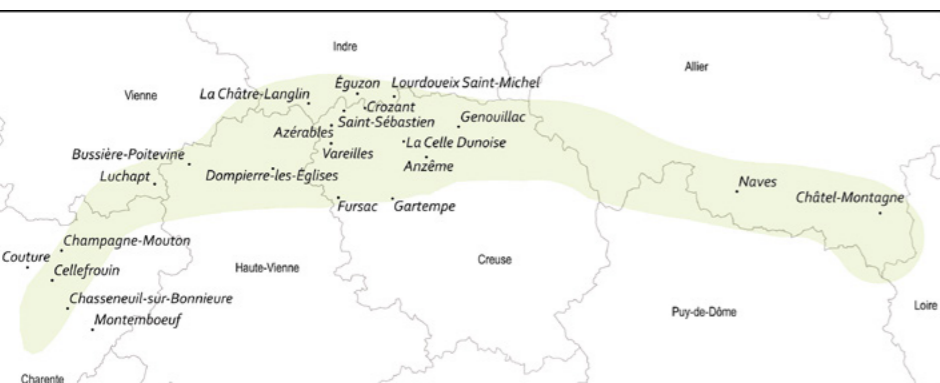 Indre
Allier
Vienne
Éguzon
Lourdoueix Saint-Michel
La Châtre-Langlin
Crozant
Genouillac
Saint-Sébastien
Azérables
La Celle Dunoise
Vareilles
Bussière-Poitevine
Anzême
Luchapt
Dompierre-les-Églises
Naves
Châtel-Montagne
Fursac
Gartempe
Champagne-Mouton
Couture
Creuse
Haute-Vienne
Cellefrouin
Chasseneuil-sur-Bonnieure
Loire
Puy-de-Dôme
Montemboeuf
Charente